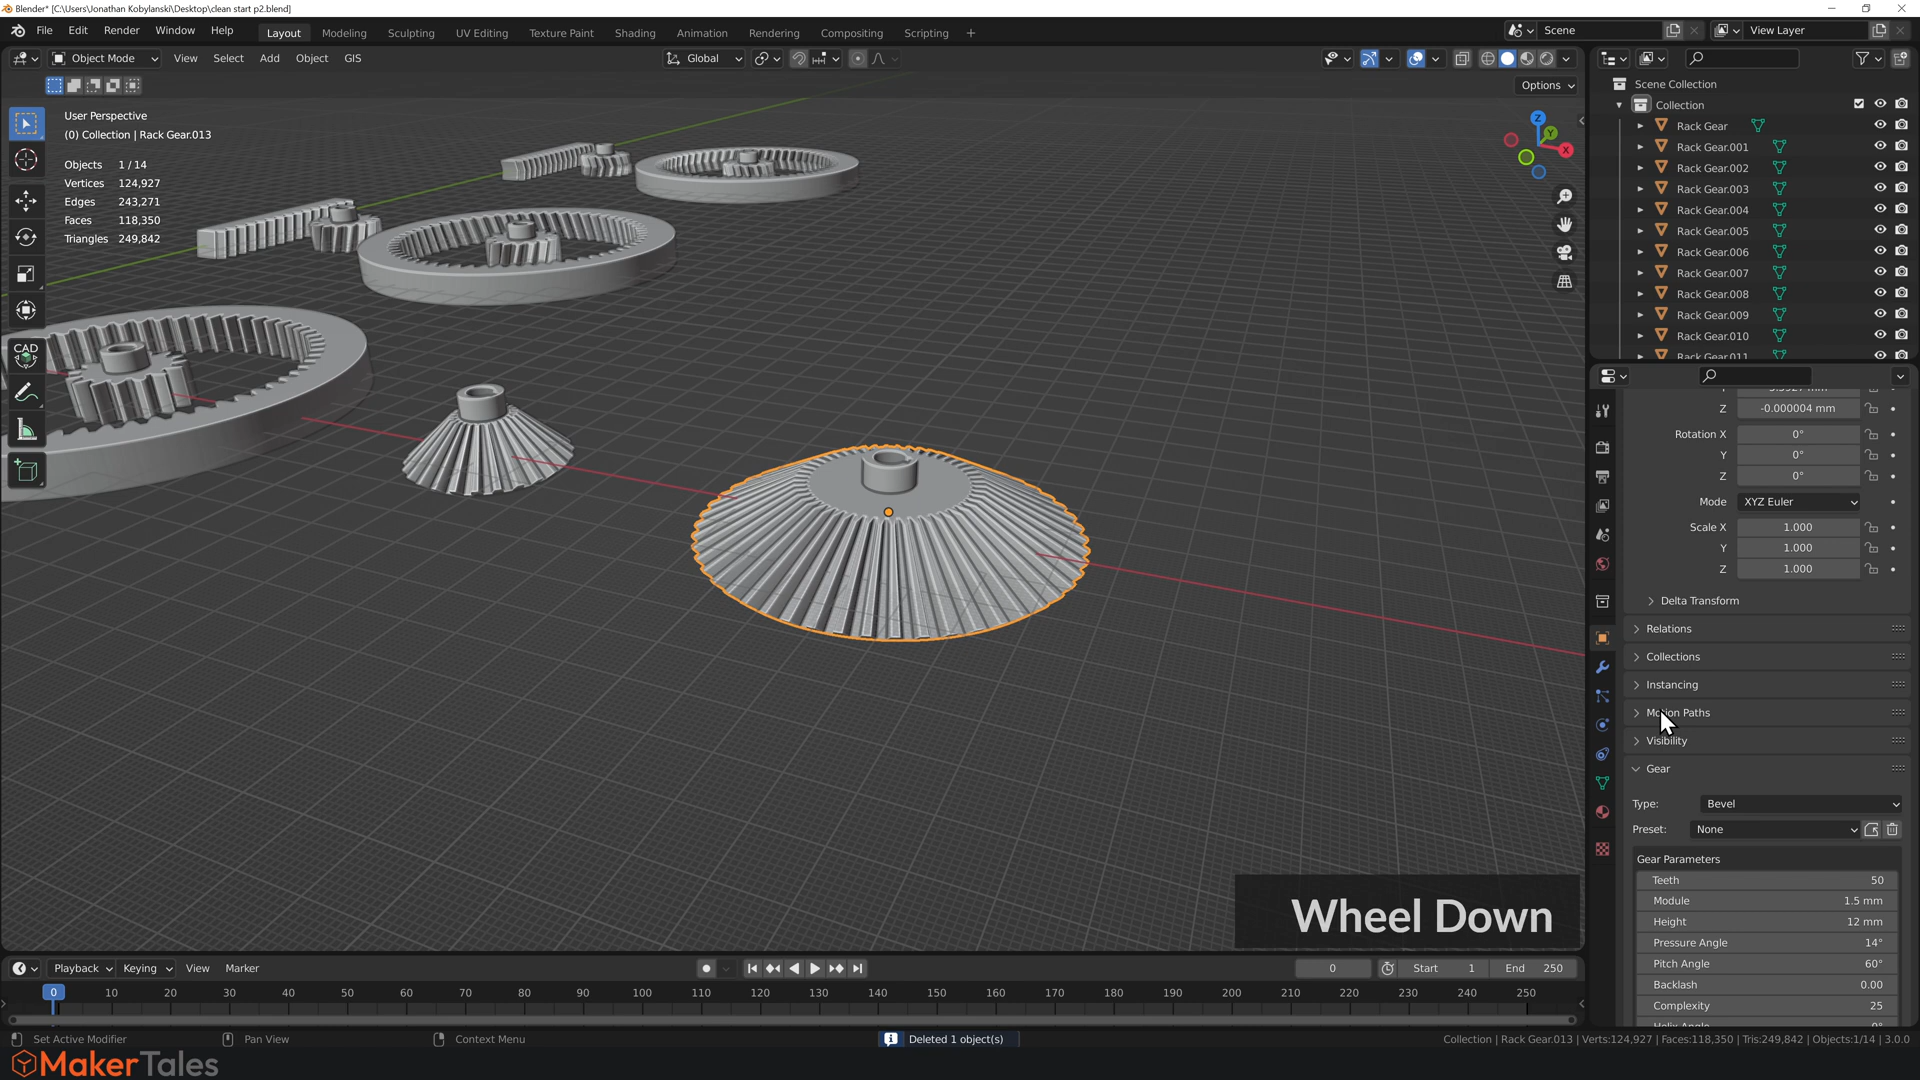 Blender* [C:\Users\Jonathan Kobylanski\Desktop\clean start p2.blend]
File Edit Render Window Help Layout Modeling Sculpting UV Editing Texture Paint Shading Animation Rendering Compositing Scripting + Scene View Layer
Object Mode View Select Add Object GIS Global
Options
User Perspective
(0) Collection | Rack Gear.013
Objects 1 / 14
Vertices 124,927
Edges 243,271
Faces 118,350
Triangles 249,842
CAD
Z
Y
X
Scene Collection
Collection
Rack Gear
Rack Gear.001
Rack Gear.002
Rack Gear.003
Rack Gear.004
Rack Gear.005
Rack Gear.006
Rack Gear.007
Rack Gear.008
Rack Gear.009
Rack Gear.010
Rack Gear.011
Z -0.000004 mm
Rotation X 0°
Y 0°
Z 0°
Mode XYZ Euler
Scale X 1.000
Y 1.000
Z 1.000
Delta Transform
Relations
Collections
Instancing
Motion Paths
Visibility
Gear
Type: Bevel
Preset: None
Gear Parameters
Teeth 50
Module 1.5 mm
Height 12 mm
Pressure Angle 14°
Pitch Angle 60°
Backlash 0.00
Complexity 25
Helix Angle 0°
Wheel Down
Playback Keying View Marker 0 Start 1 End 250
0 10 20 30 40 50 60 70 80 90 100 110 120 130 140 150 160 170 180 190 200 210 220 230 240 250
Set Active Modifier Pan View Context Menu Deleted 1 object(s) Collection | Rack Gear.013 | Verts:124,927 | Faces:118,350 | Tris:249,842 | Objects:1/14 | 3.0.0
MakerTales